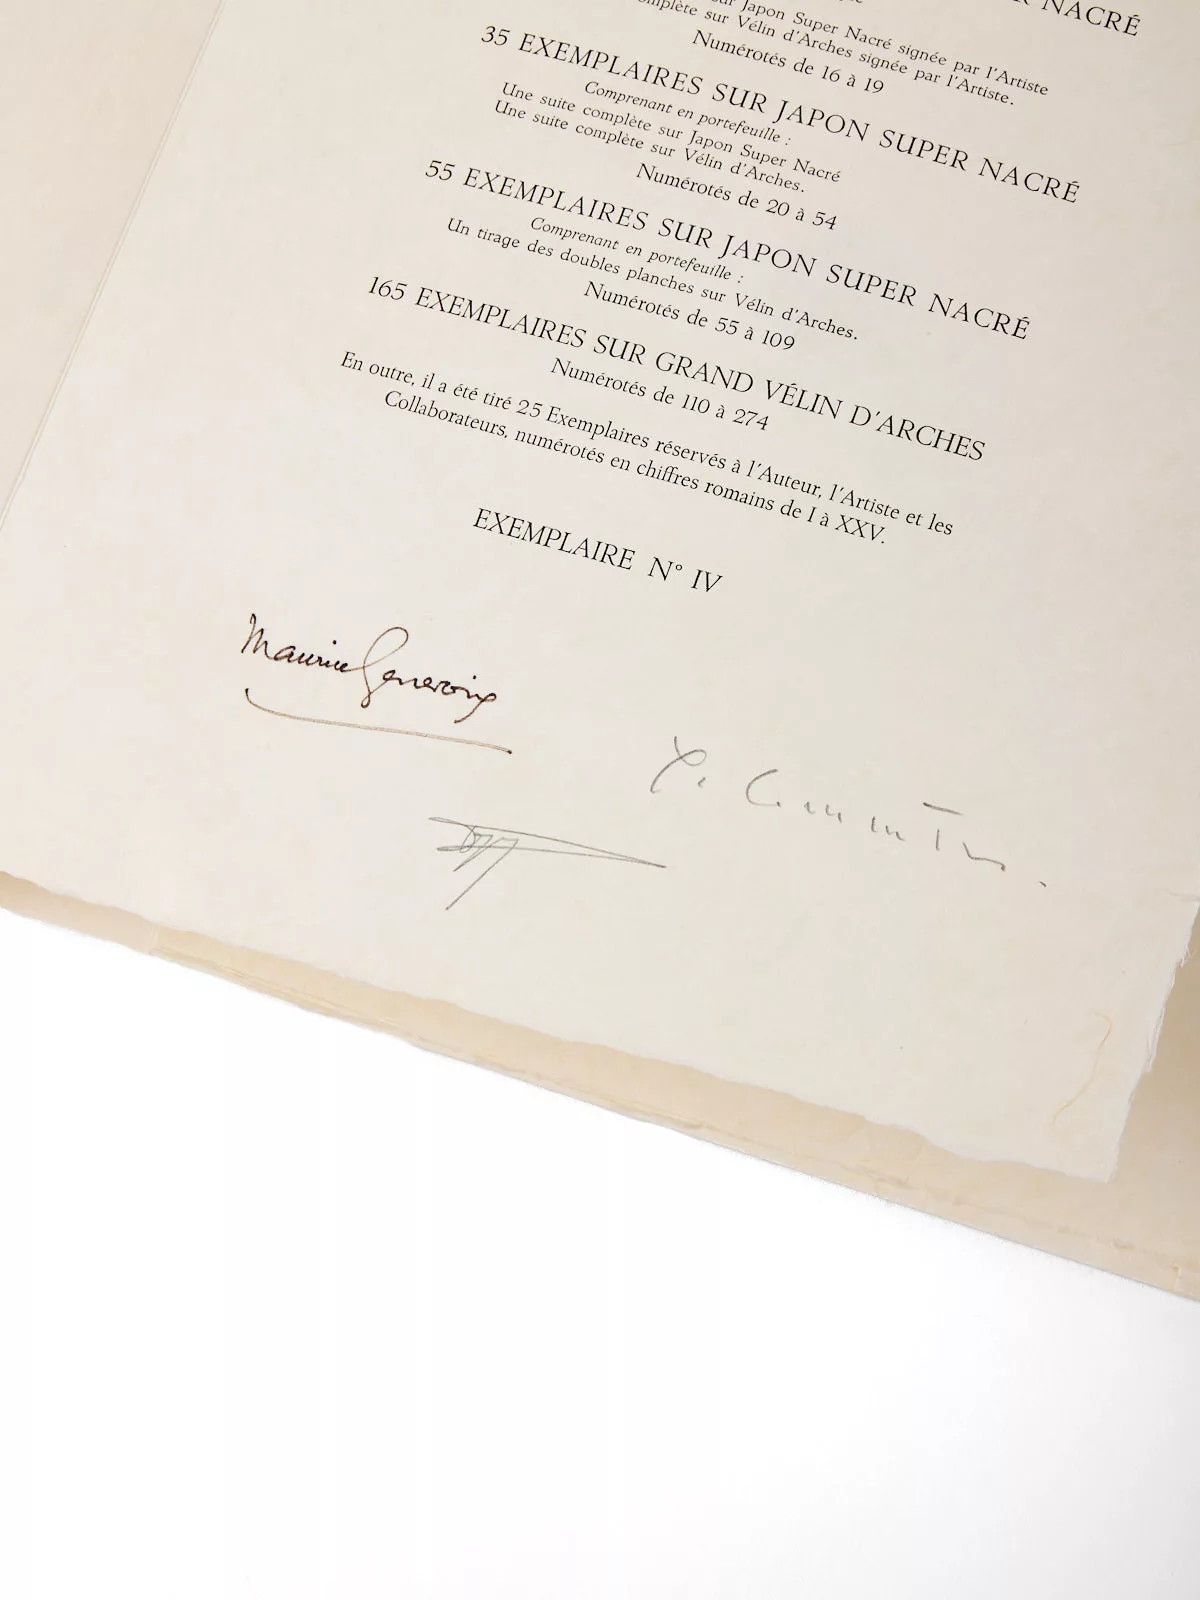 R NACRÉ
ur Japon Super Nacré signée par l'Artiste
omplète sur Vélin d'Arches signée par l'Artiste.
Numérotés de 16 à 19
35 EXEMPLAIRES SUR JAPON SUPER NACRÉ
Comprenant en portefeuille :
Une suite complète sur Japon Super Nacré
Une suite complète sur Vélin d'Arches.
Numérotés de 20 à 54
55 EXEMPLAIRES SUR JAPON SUPER NACRÉ
Comprenant en portefeuille :
Un tirage des doubles planches sur Vélin d'Arches.
Numérotés de 55 à 109
165 EXEMPLAIRES SUR GRAND VÉLIN D'ARCHES
Numérotés de 110 à 274
En outre, il a été tiré 25 Exemplaires réservés à l'Auteur, l'Artiste et les
Collaborateurs, numérotés en chiffres romains de I à XXV.
EXEMPLAIRE N° IV
Maurice Genevoix